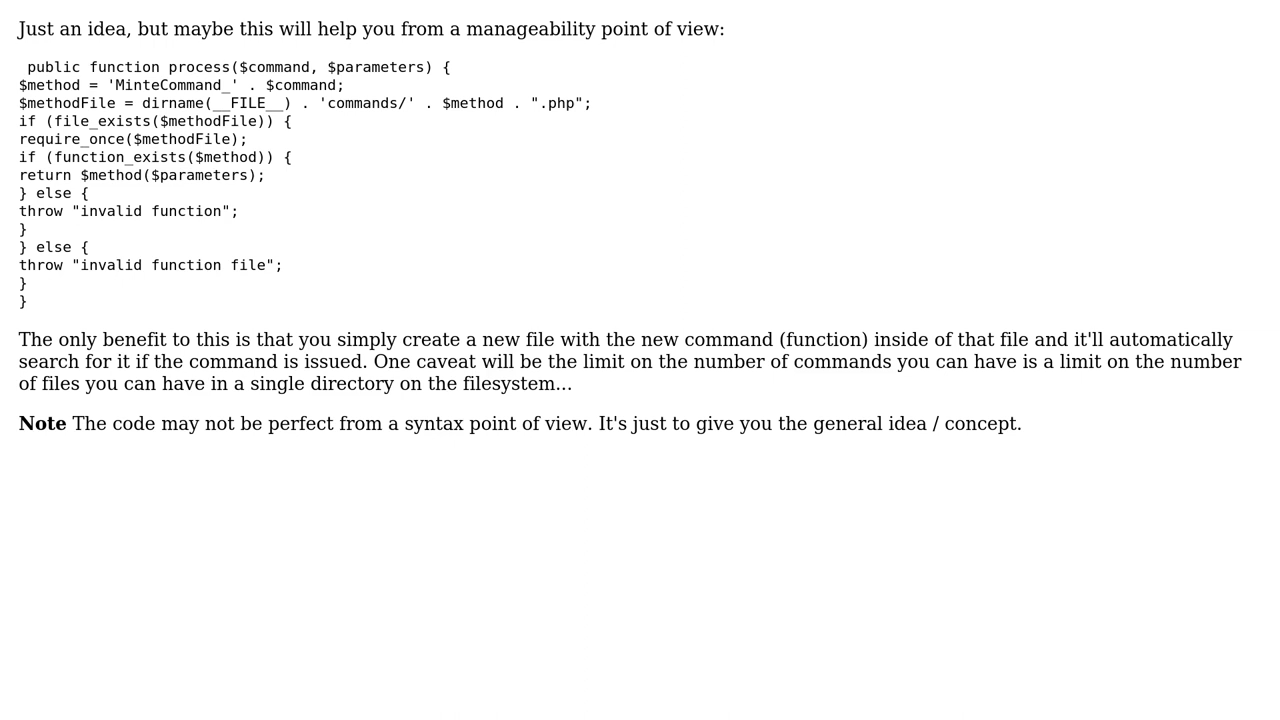 Just an idea, but maybe this will help you from a manageability point of view:
public function process($command, $parameters) {
$method = 'MinteCommand_' . $command;
$methodFile = dirname(__FILE__) . 'commands/' . $method . ".php";
if (file_exists($methodFile)) {
require_once($methodFile);
if (function_exists($method)) {
return $method($parameters);
} else {
throw "invalid function";
}
} else {
throw "invalid function file";
}
}
The only benefit to this is that you simply create a new file with the new command (function) inside of that file and it'll automatically
search for it if the command is issued. One caveat will be the limit on the number of commands you can have is a limit on the number
of files you can have in a single directory on the filesystem...
Note The code may not be perfect from a syntax point of view. It's just to give you the general idea / concept.